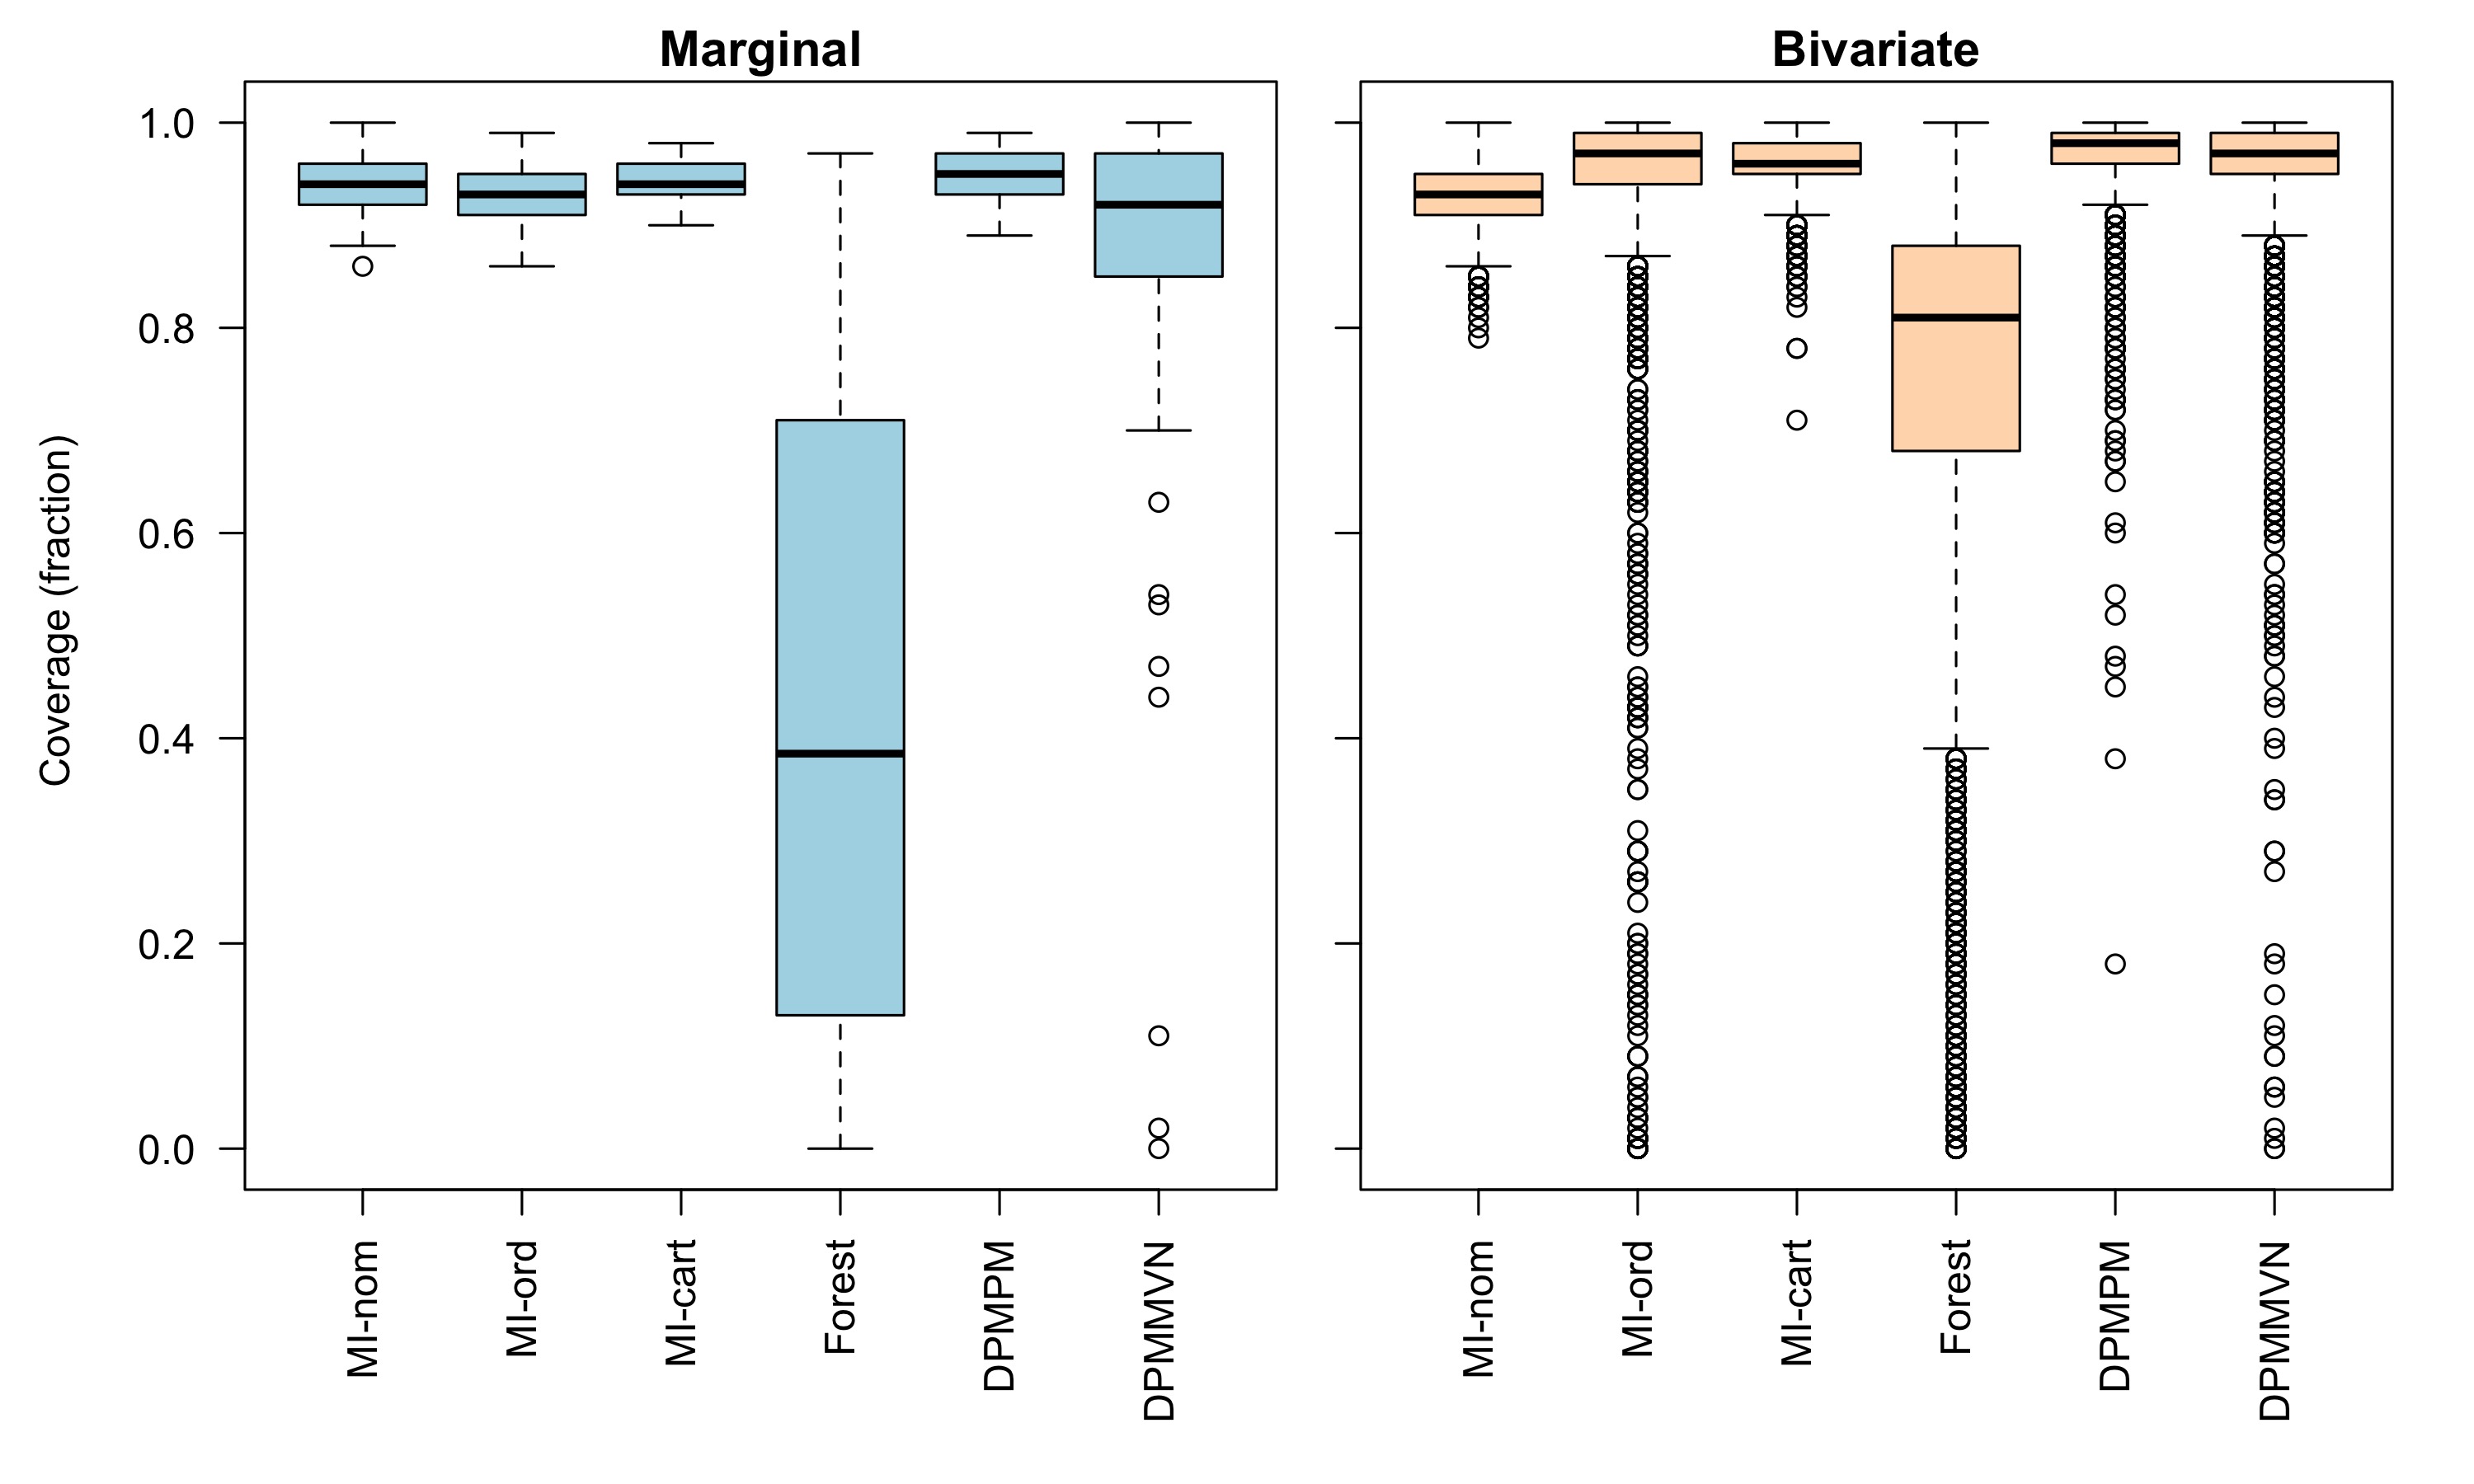 Marginal
Bivariate
Coverage (fraction)
1.0
0.8
0.6
0.4
0.2
0.0
MI-nom
MI-ord
MI-cart
Forest
DPMPM
DPMMVN
MI-nom
MI-ord
MI-cart
Forest
DPMPM
DPMMVN